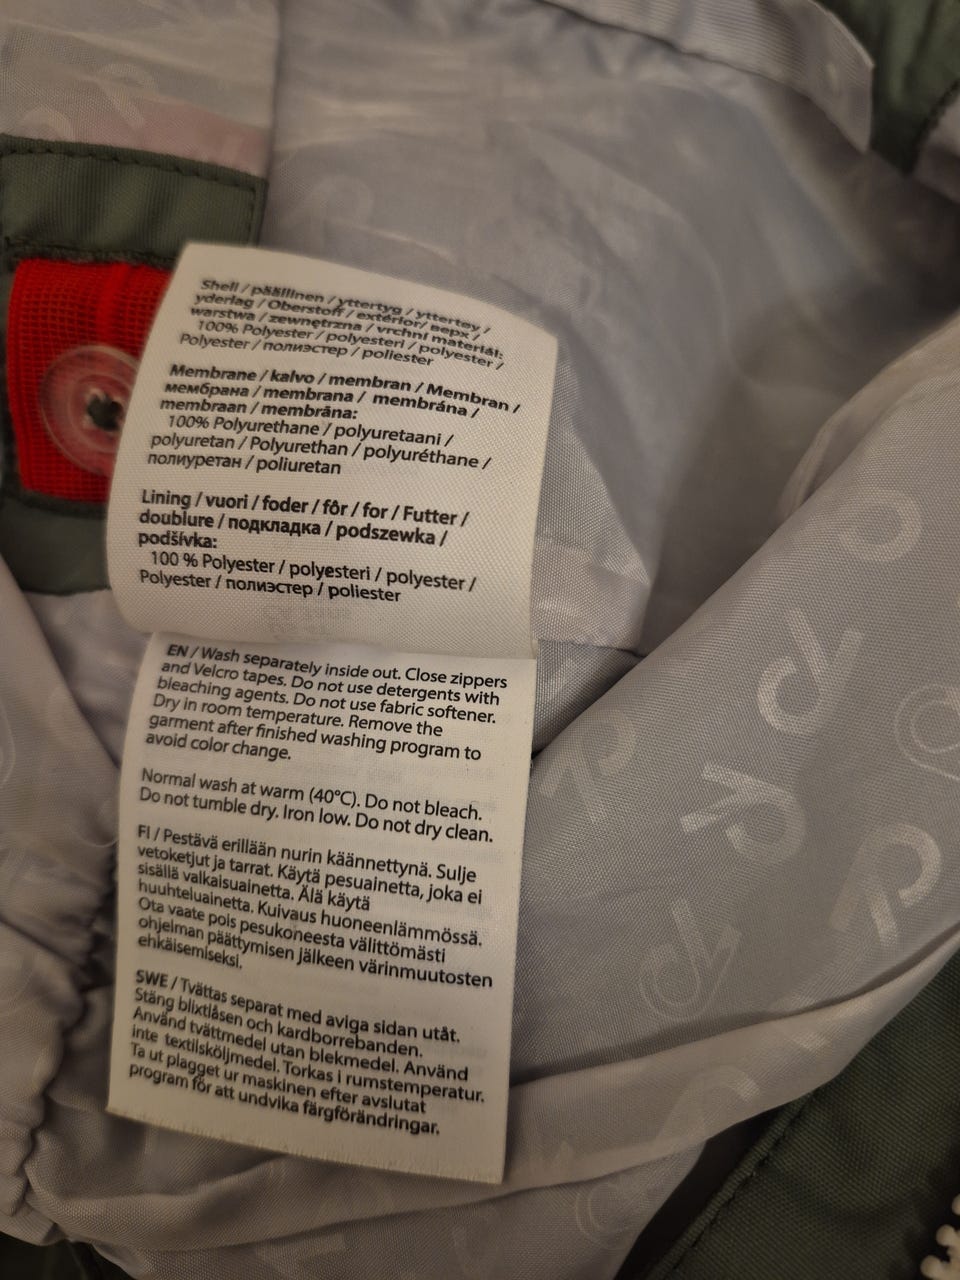 Shell / päällinen / yttertyg / yttertøy /
yderlag / Oberstoff / extérior/ верх /
warstwa / zewnętrzna / vrchní materiál:
100% Polyester / polyesteri / polyester /
Polyester / полиэстер / poliester
Membrane / kalvo / membran / Membran /
мембрана / membrana / membrána /
membraan / membrāna:
100% Polyurethane / polyuretaani /
polyuretan / Polyurethan / polyuréthane /
полиуретан / poliuretan
Lining / vuori / foder / fôr / for / Futter /
doublure / подкладка / podszewka /
podšívka:
100 % Polyester / polyesteri / polyester /
Polyester / полиэстер / poliester
EN / Wash separately inside out. Close zippers
and Velcro tapes. Do not use detergents with
bleaching agents. Do not use fabric softener.
Dry in room temperature. Remove the
garment after finished washing program to
avoid color change.
Normal wash at warm (40°C). Do not bleach.
Do not tumble dry. Iron low. Do not dry clean.
FI / Pestävä erillään nurin käännettynä. Sulje
vetoketjut ja tarrat. Käytä pesuainetta, joka ei
sisällä valkaisuainetta. Älä käytä
huuhteluainetta. Kuivaus huoneenlämmössä.
Ota vaate pois pesukoneesta välittömästi
ohjelman päättymisen jälkeen värinmuutosten
ehkäisemiseksi.
SWE / Tvättas separat med aviga sidan utåt.
Stäng blixtlåsen och kardborrebanden.
Använd tvättmedel utan blekmedel. Använd
inte textilsköljmedel. Torkas i rumstemperatur.
Ta ut plagget ur maskinen efter avslutat
program för att undvika färgförändringar.